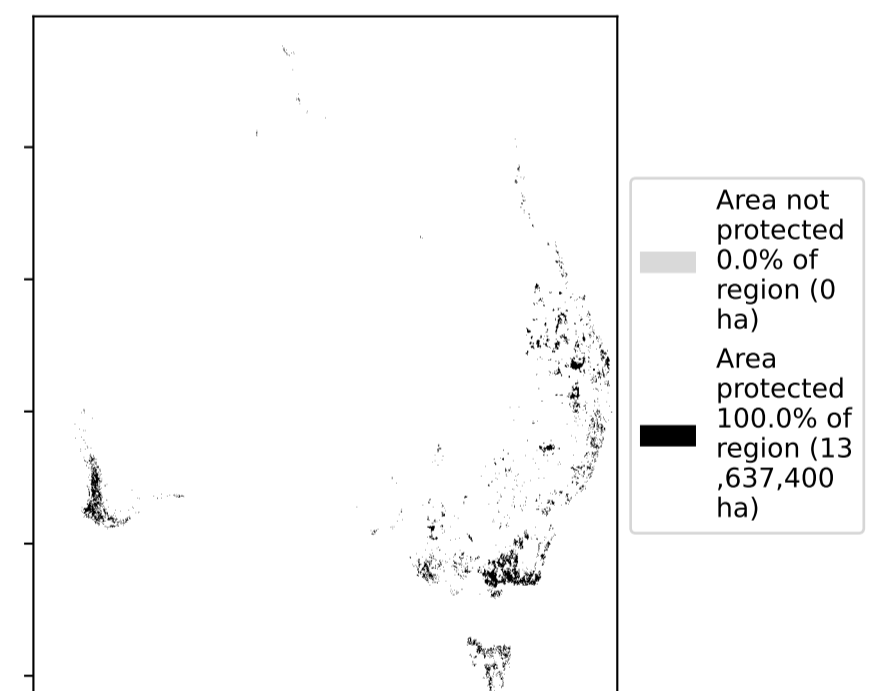 Area not
protected
0.0% of
region (0
ha)
Area
protected
100.0% of
region (13
,637,400
ha)